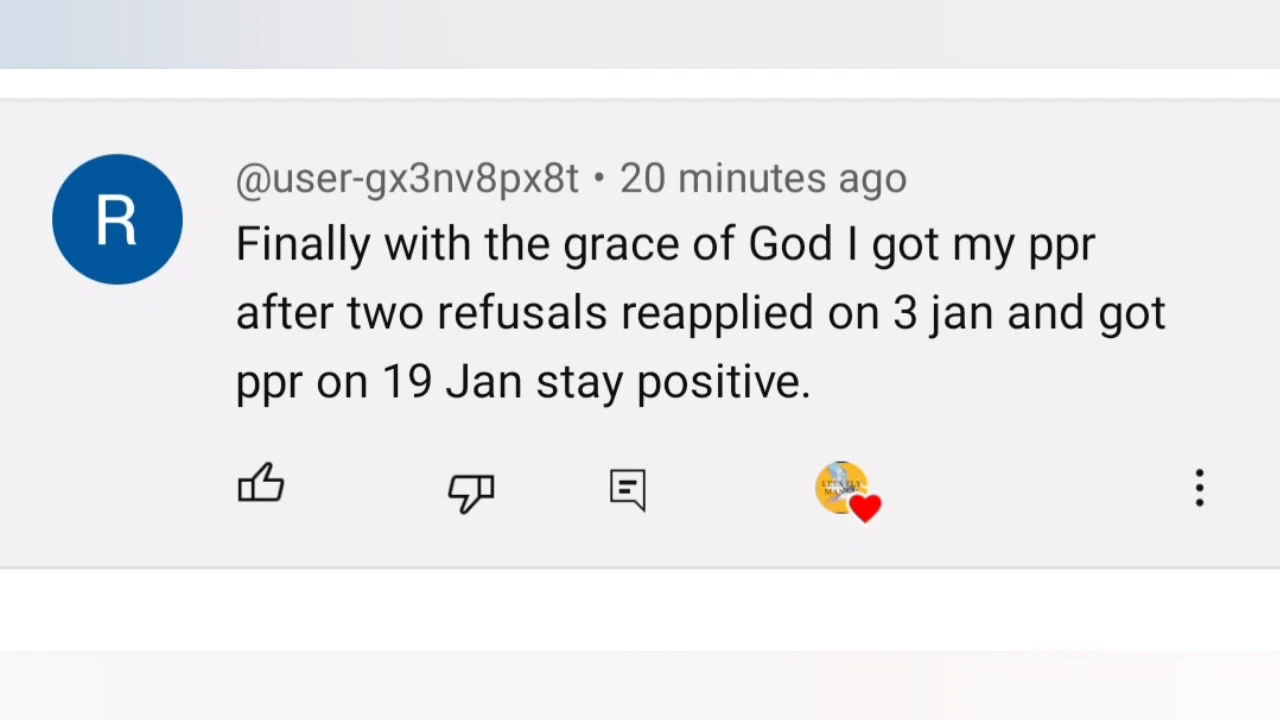 R
@user-gx3nv8px8t • 20 minutes ago
Finally with the grace of God I got my ppr
after two refusals reapplied on 3 jan and got
ppr on 19 Jan stay positive.